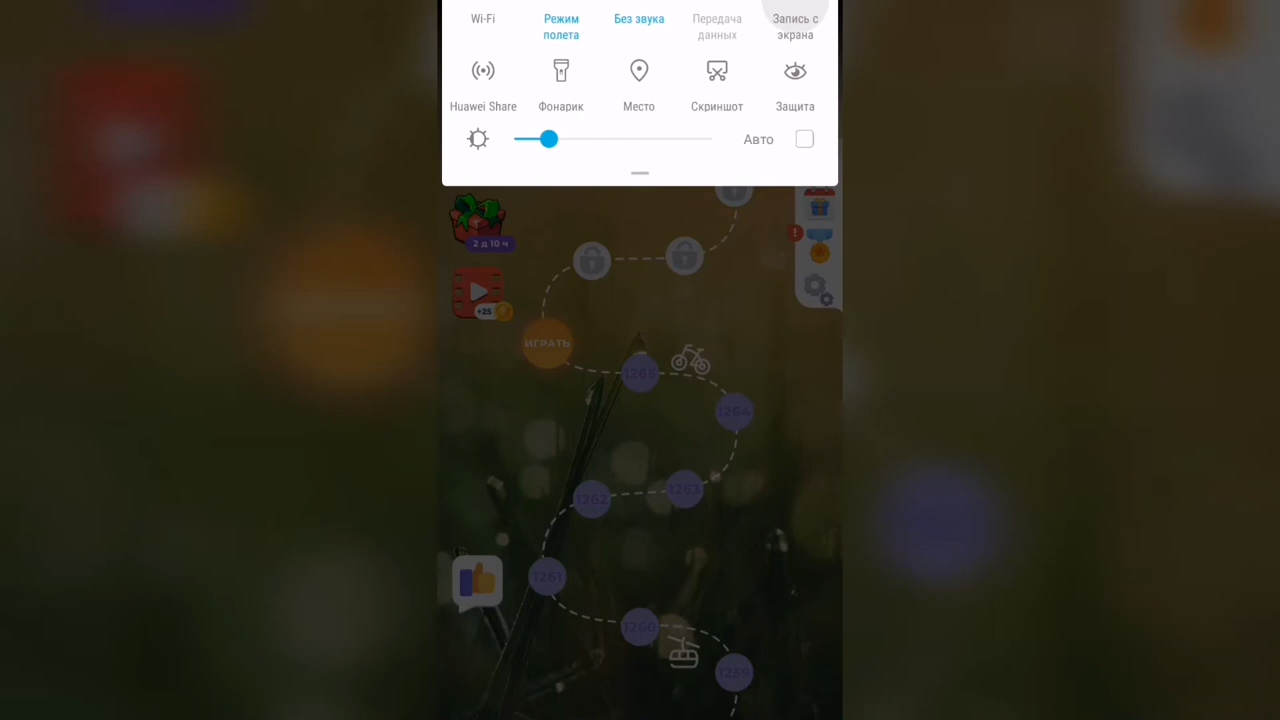 Wi-Fi
Режим полета
Без звука
Передача данных
Запись с экрана
Huawei Share
Фонарик
Место
Скриншот
Защита
Авто
2 д 10 ч
+25
ИГРАТЬ
1265
1264
1263
1262
1261
1260
1259